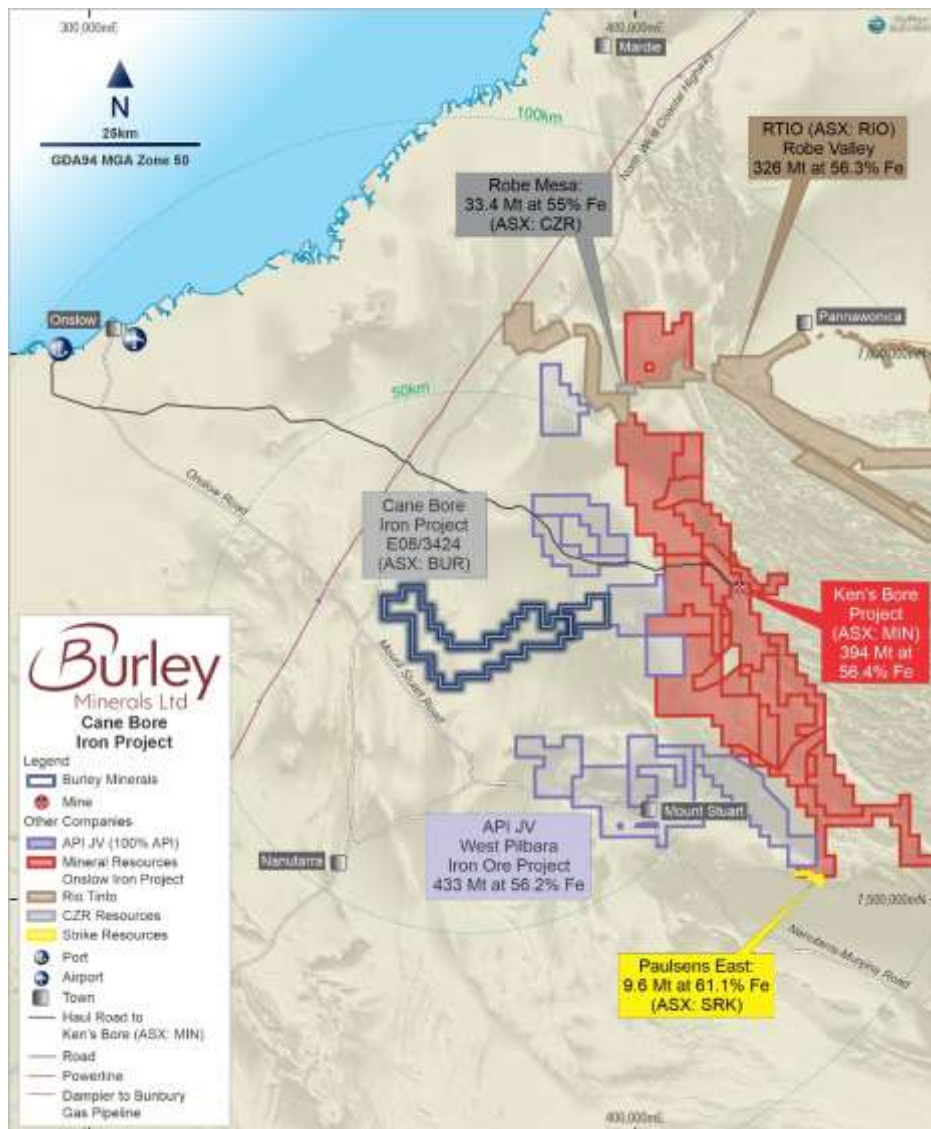 300,000mE
400,000mE
Mardie
N
25km
GDA94 MGA Zone 50
100km
North West Coastal Highway
RTIO (ASX: RIO)
Robe Valley
326 Mt at 56.3% Fe
Robe Mesa:
33.4 Mt at 55% Fe
(ASX: CZR)
Onslow
Pannawonica
50km
Onslow Road
Cane Bore
Iron Project
E08/3424
(ASX: BUR)
Ken's Bore
Project
(ASX: MIN)
394 Mt at
56.4% Fe
Mount Stuart Road
Burley
Minerals Ltd
Cane Bore
Iron Project
Legend
Burley Minerals
Mine
Other Companies
API JV (100% API)
Mineral Resources
Onslow Iron Project
Rio Tinto
CZR Resources
Strike Resources
Port
Airport
Town
Haul Road to
Ken's Bore (ASX: MIN)
Road
Powerline
Dampier to Bunbury
Gas Pipeline
Mount Stuart
API JV
West Pilbara
Iron Ore Project
433 Mt at 56.2% Fe
Nanutarra
7,500,000mN
Paulsens East:
9.6 Mt at 61.1% Fe
(ASX: SRK)
400,000mE